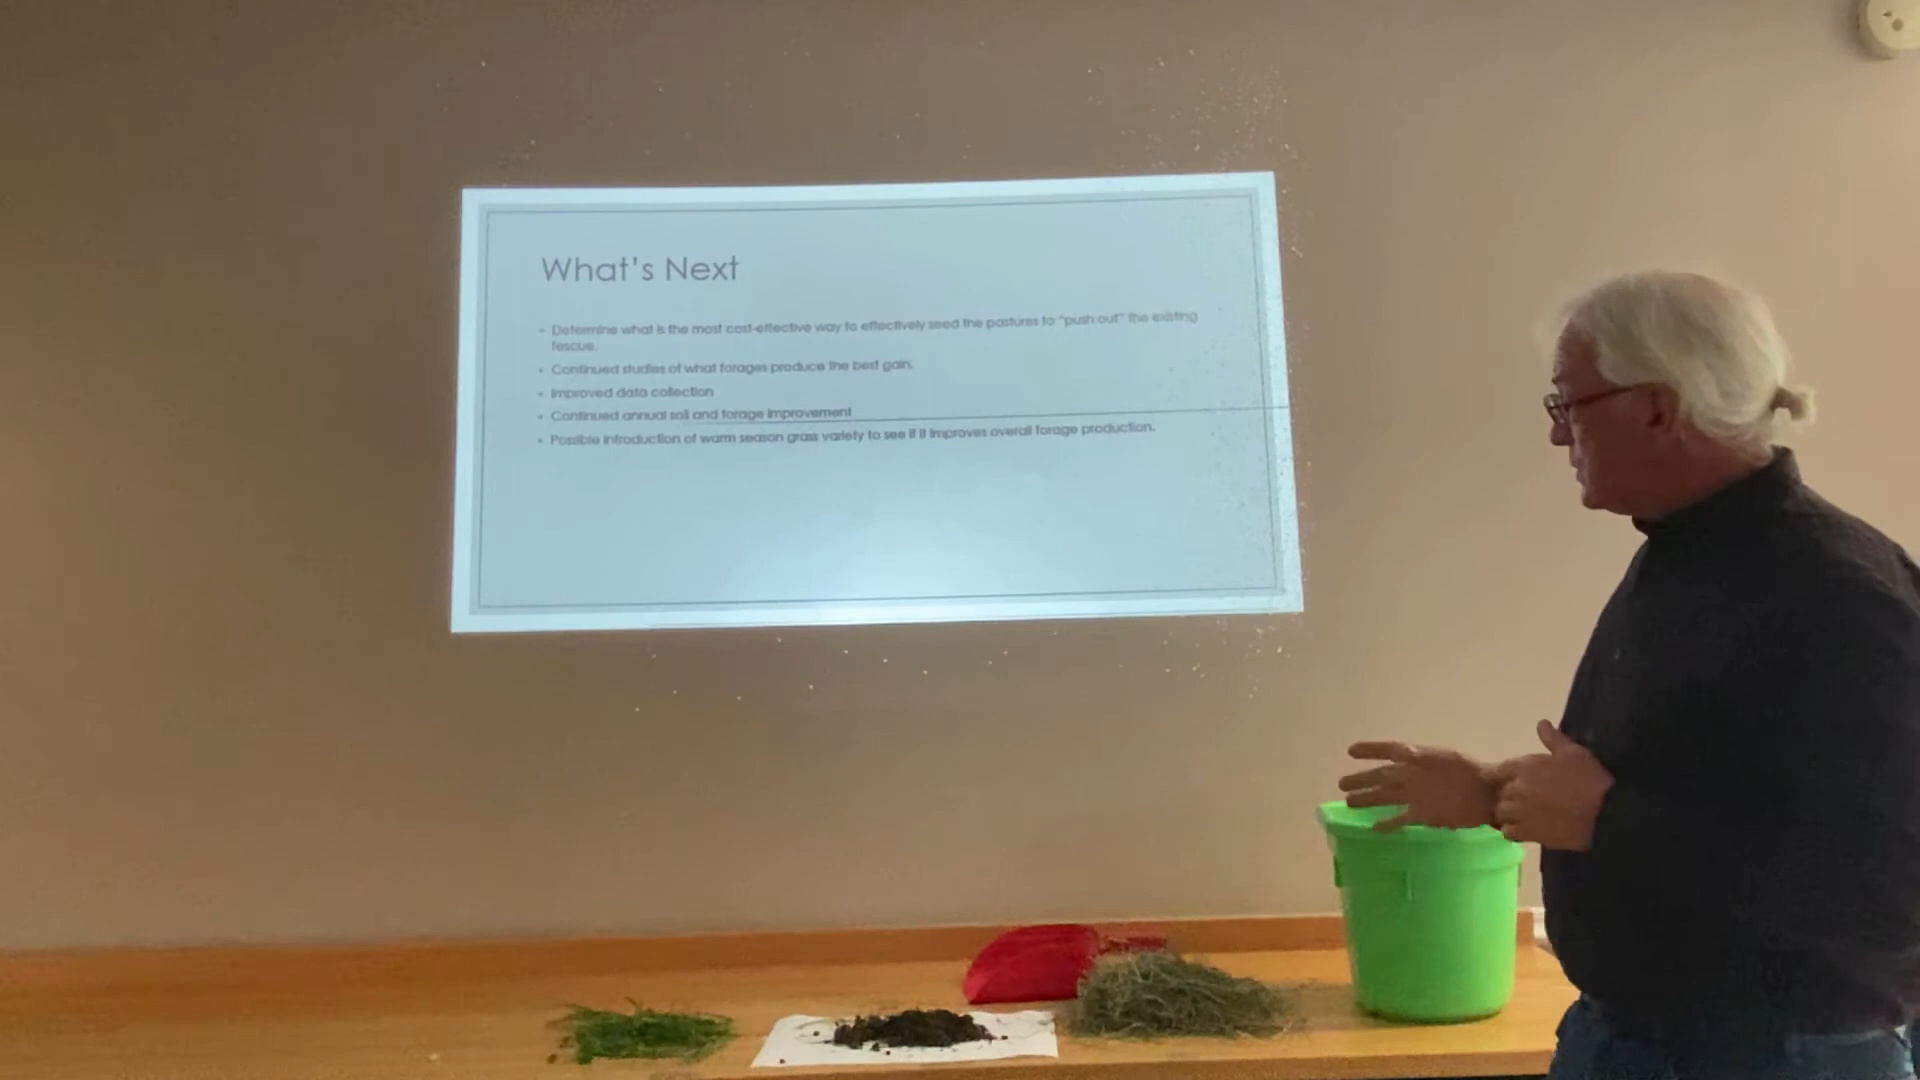 What's Next
• Determine what is the most cost-effective way to effectively seed the pastures to "push out" the existing
fescue.
• Continued studies of what forages produce the best gain.
• Improved data collection
• Continued annual soil and forage improvement
• Possible introduction of warm season grass variety to see if it improves overall forage production.